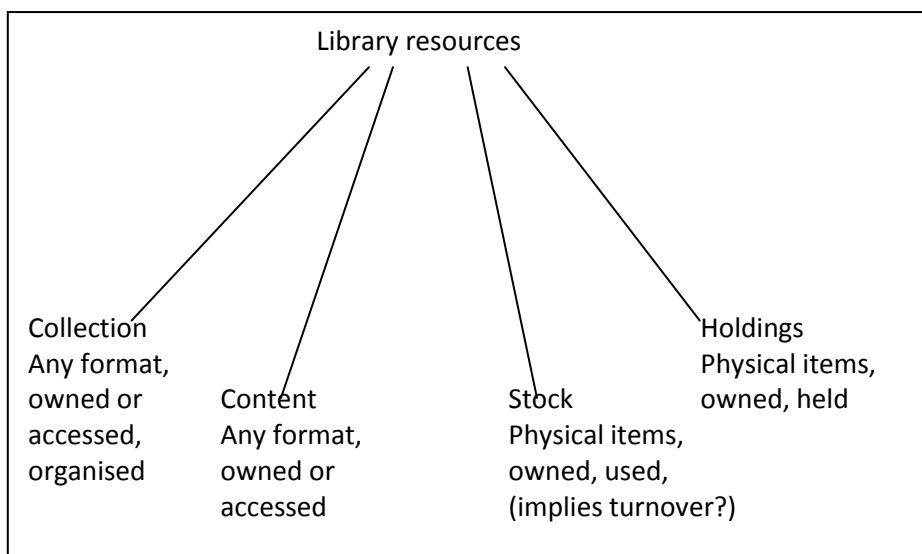 Library resources
Collection
Any format,
owned or
accessed,
organised
Content
Any format,
owned or
accessed
Stock
Physical items,
owned, used,
(implies turnover?)
Holdings
Physical items,
owned, held